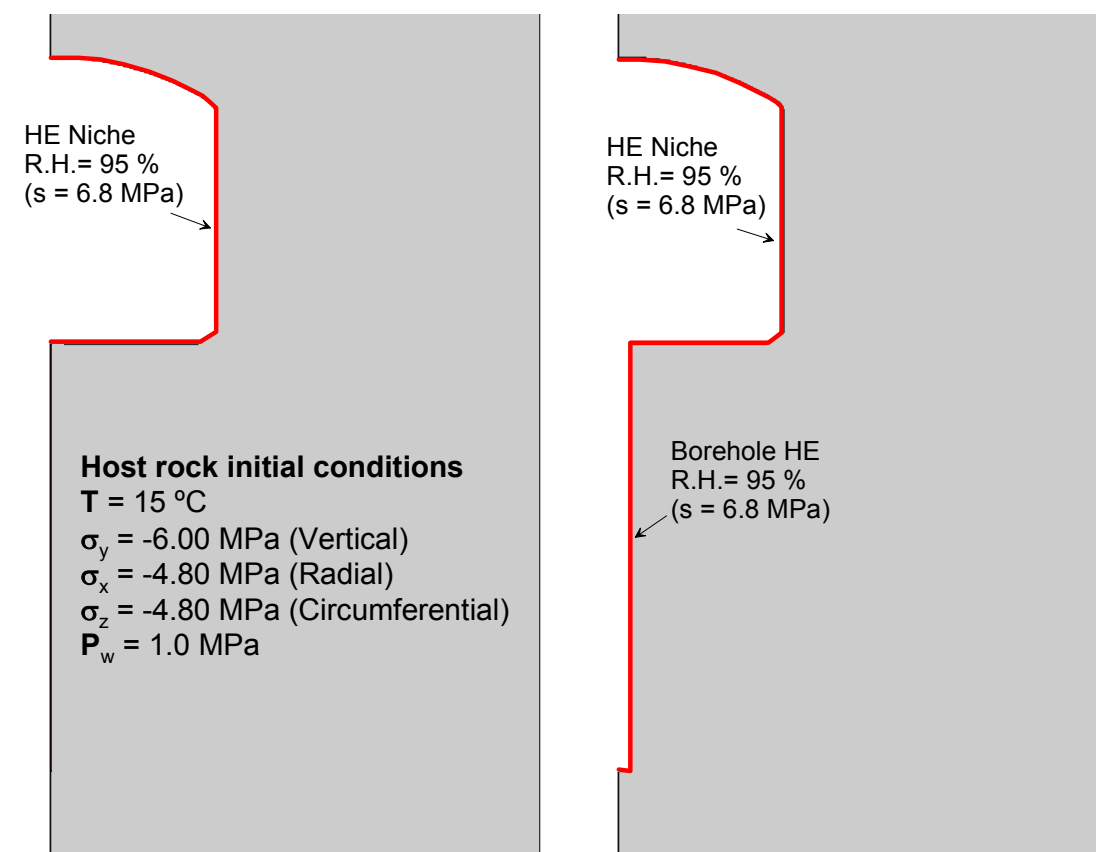 HE Niche
R.H.= 95 %
(s = 6.8 MPa)
Host rock initial conditions
T = 15 ºC
σy = -6.00 MPa (Vertical)
σx = -4.80 MPa (Radial)
σz = -4.80 MPa (Circumferential)
Pw = 1.0 MPa
HE Niche
R.H.= 95 %
(s = 6.8 MPa)
Borehole HE
R.H.= 95 %
(s = 6.8 MPa)